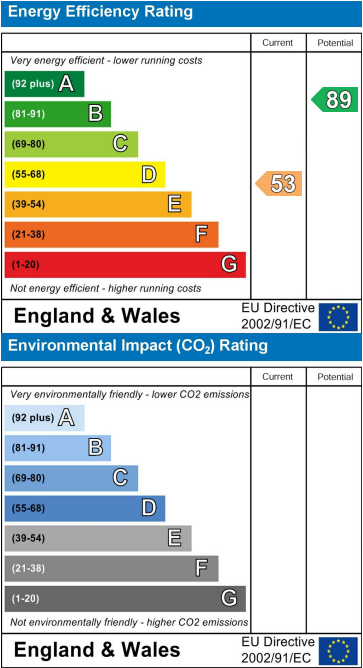 Energy Efficiency Rating
Current Potential
Very energy efficient - lower running costs
(92 plus) A
(81-91) B
89
(69-80) C
(55-68) D
53
(39-54) E
(21-38) F
(1-20) G
Not energy efficient - higher running costs
England & Wales
EU Directive
2002/91/EC
Environmental Impact (CO₂) Rating
Current Potential
Very environmentally friendly - lower CO2 emissions
(92 plus) A
(81-91) B
(69-80) C
(55-68) D
(39-54) E
(21-38) F
(1-20) G
Not environmentally friendly - higher CO2 emissions
England & Wales
EU Directive
2002/91/EC